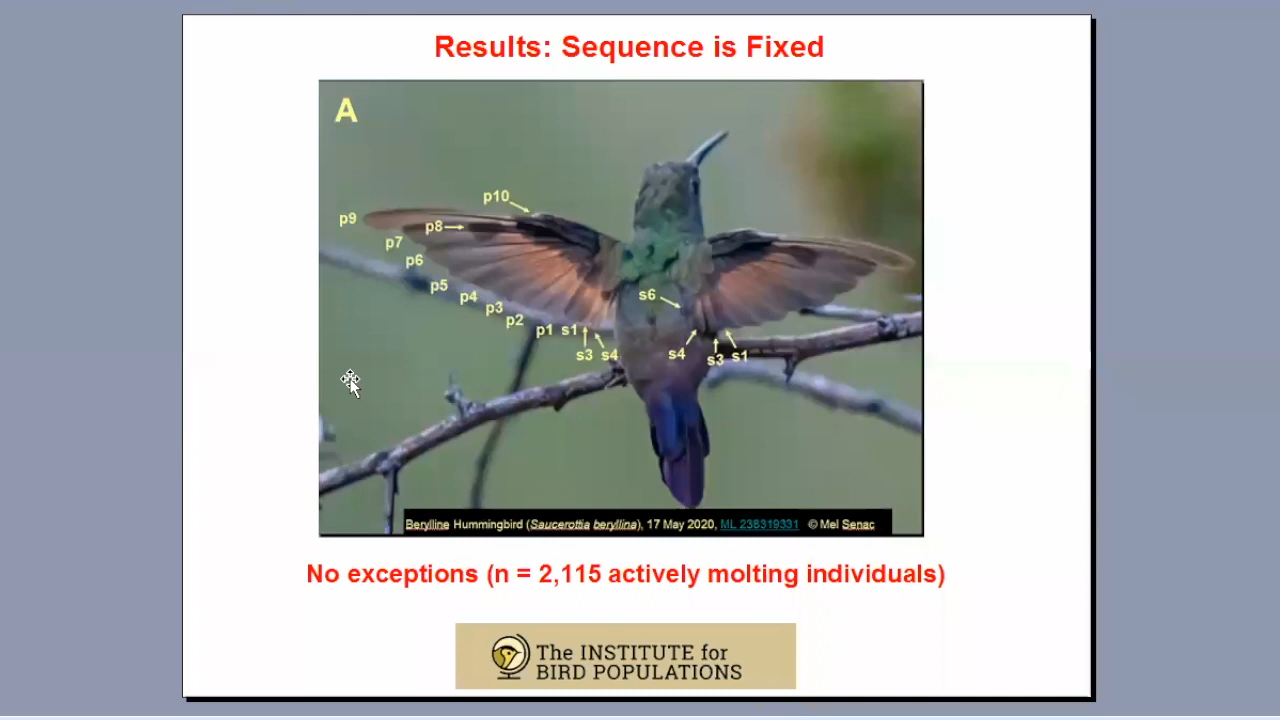 Results: Sequence is Fixed
A
p10
p9
p8
p7
p6
p5
p4
p3
p2
p1
s1
s3
s4
s6
s4
s3
s1
Berylline Hummingbird (Saucerottia beryllina), 17 May 2020, ML 238319331 © Mel Senac
No exceptions (n = 2,115 actively molting individuals)
The INSTITUTE for
BIRD POPULATIONS